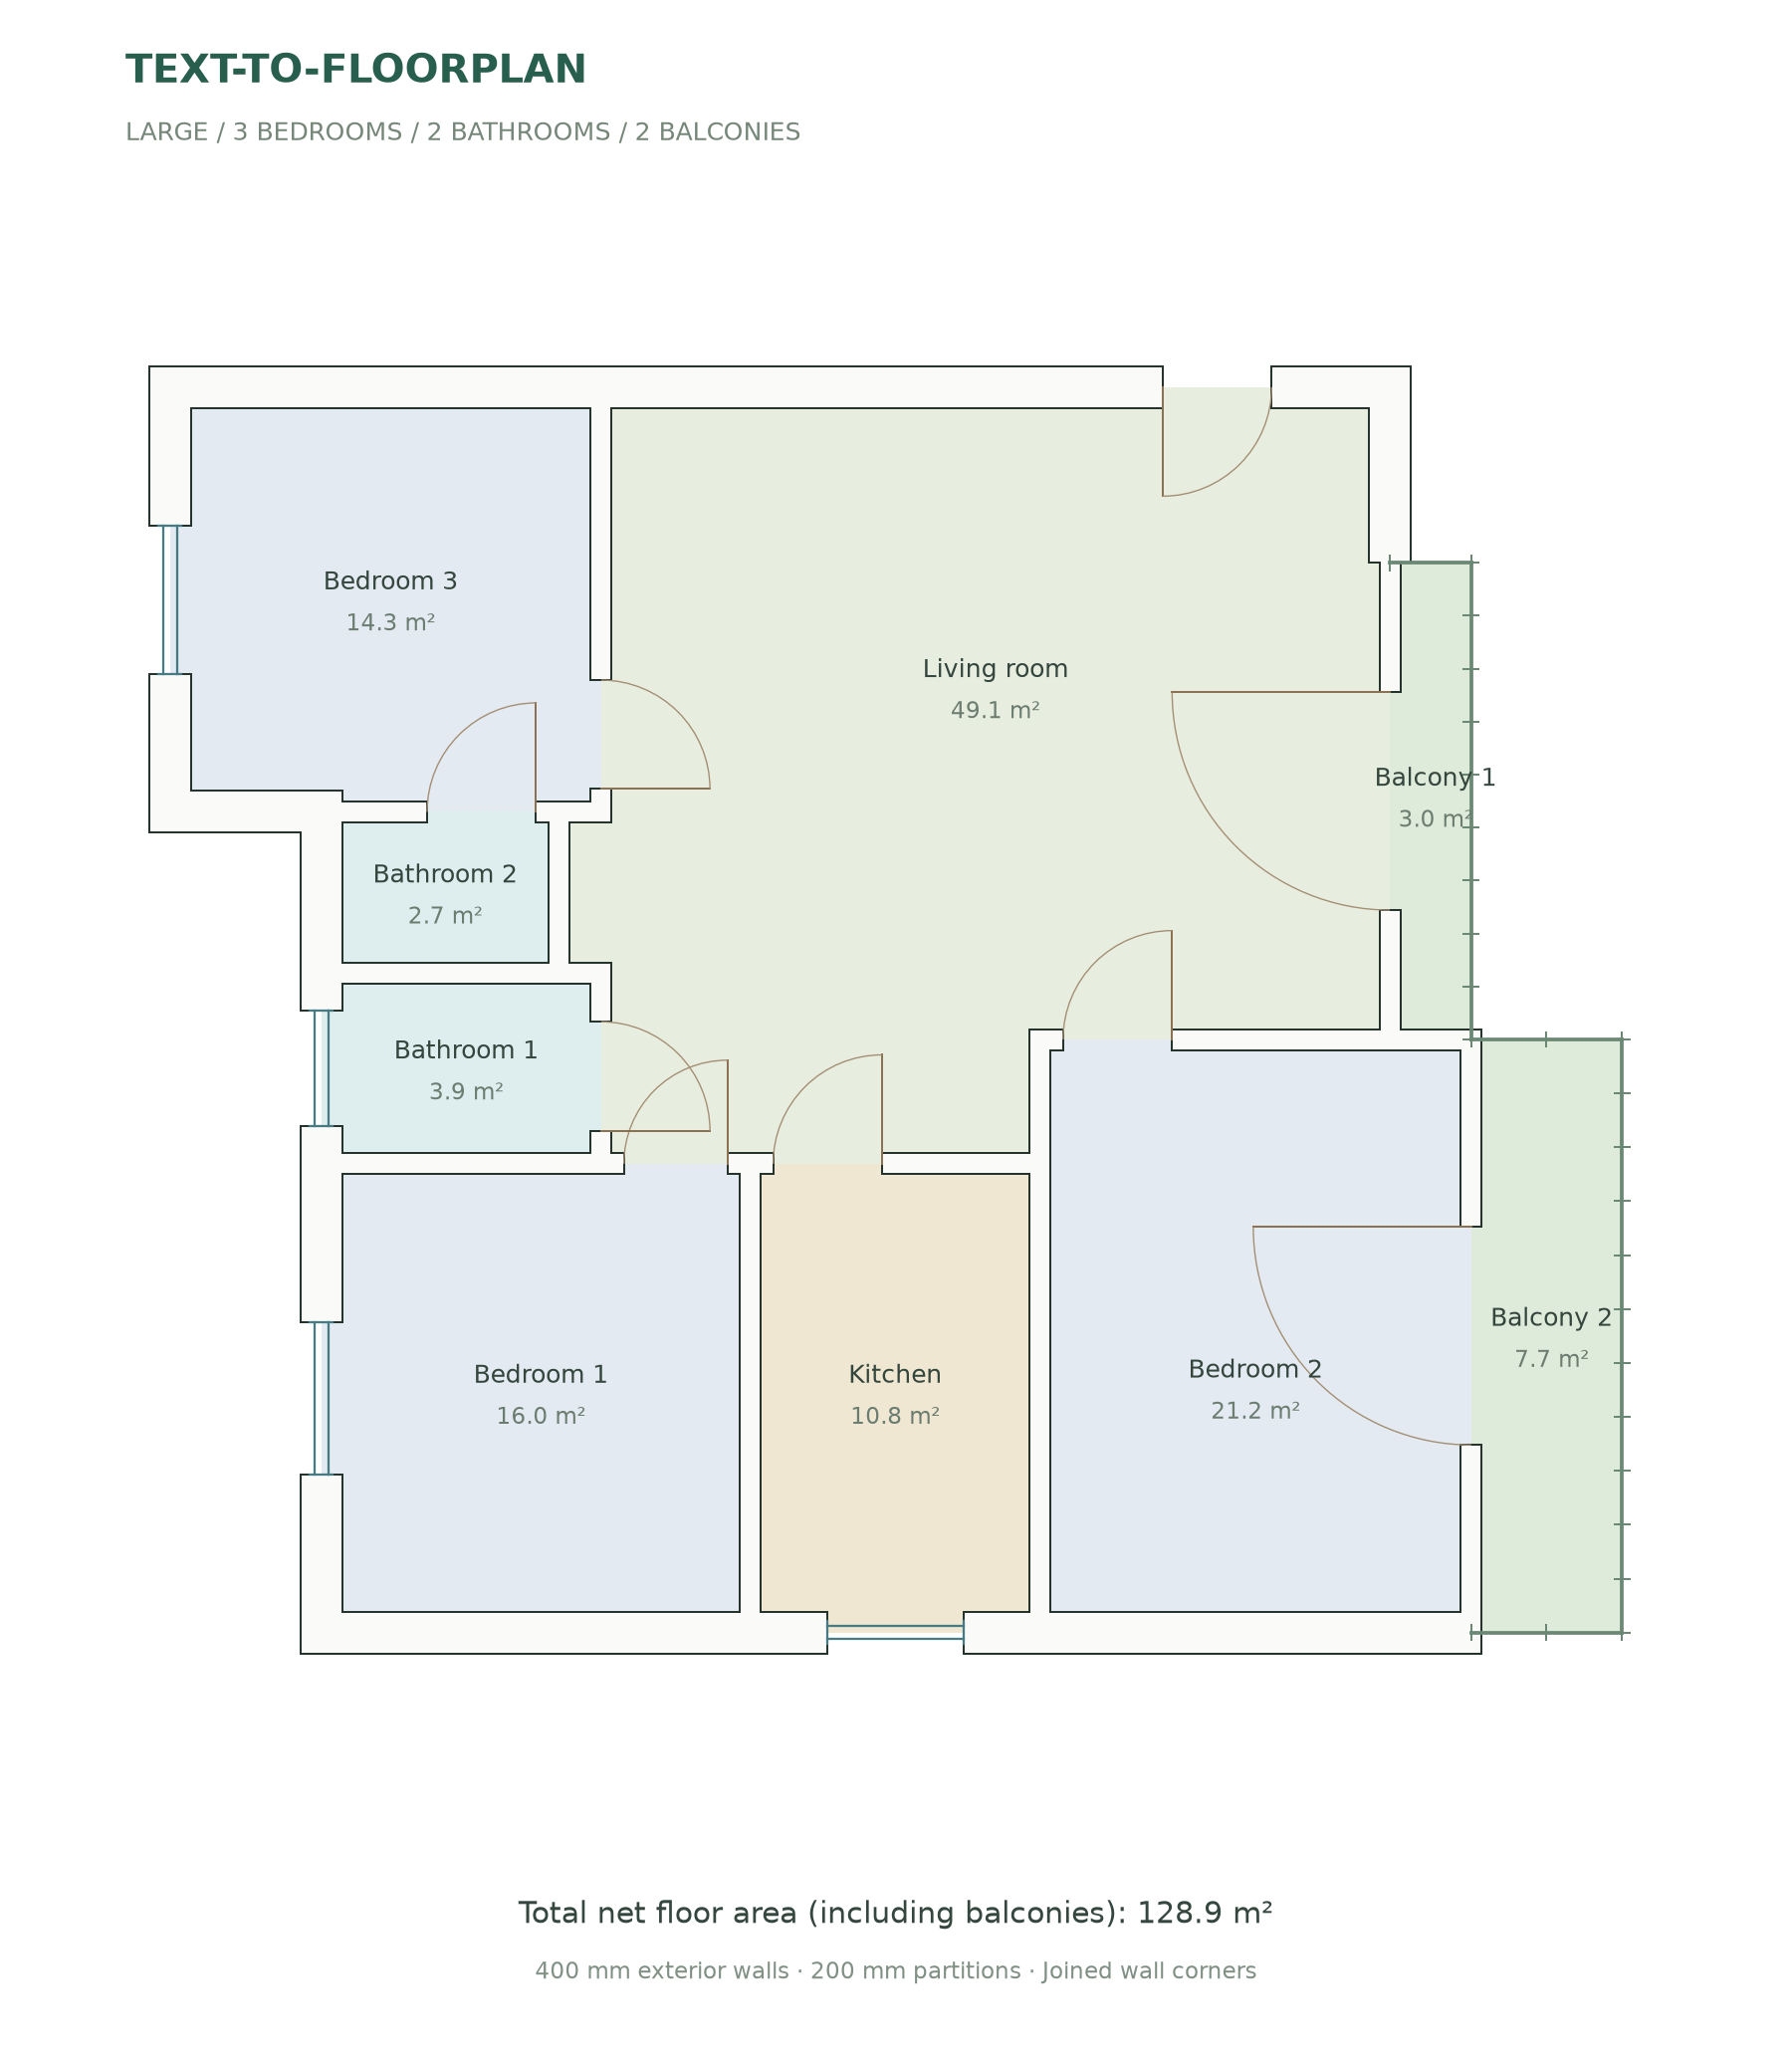 TEXT-TO-FLOORPLAN
LARGE / 3 BEDROOMS / 2 BATHROOMS / 2 BALCONIES
Bedroom 3
14.3 m²
Living room
49.1 m²
Balcony 1
3.0 m²
Bathroom 2
2.7 m²
Bathroom 1
3.9 m²
Bedroom 1
16.0 m²
Kitchen
10.8 m²
Bedroom 2
21.2 m²
Balcony 2
7.7 m²
Total net floor area (including balconies): 128.9 m²
400 mm exterior walls · 200 mm partitions · Joined wall corners